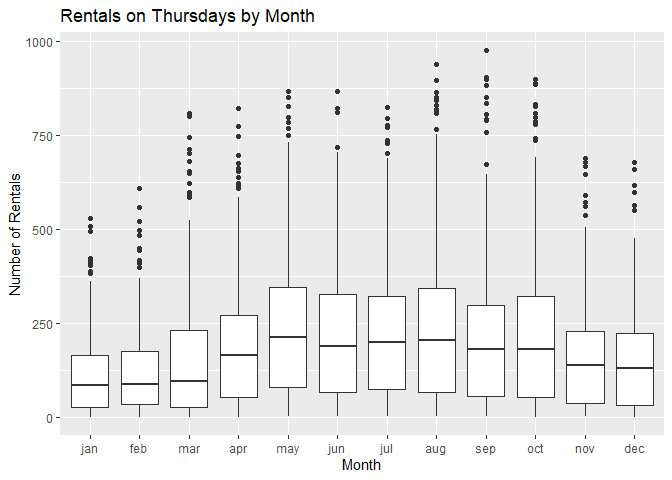 Rentals on Thursdays by Month
1000
750
500
250
0
Number of Rentals
jan feb mar apr may jun jul aug sep oct nov dec
Month